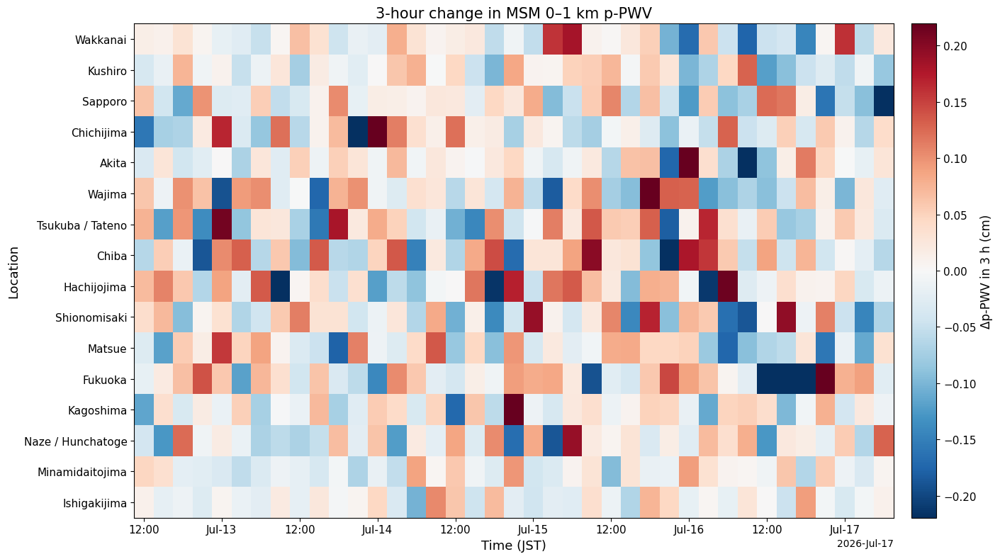 3-hour change in MSM 0–1 km p-PWV
Location
Wakkanai
Kushiro
Sapporo
Chichijima
Akita
Wajima
Tsukuba / Tateno
Chiba
Hachijojima
Shionomisaki
Matsue
Fukuoka
Kagoshima
Naze / Hunchatoge
Minamidaitojima
Ishigakijima
12:00 Jul-13 12:00 Jul-14 12:00 Jul-15 12:00 Jul-16 12:00 Jul-17
2026-Jul-17
Time (JST)
0.20
0.15
0.10
0.05
0.00
−0.05
−0.10
−0.15
−0.20
Δp-PWV in 3 h (cm)